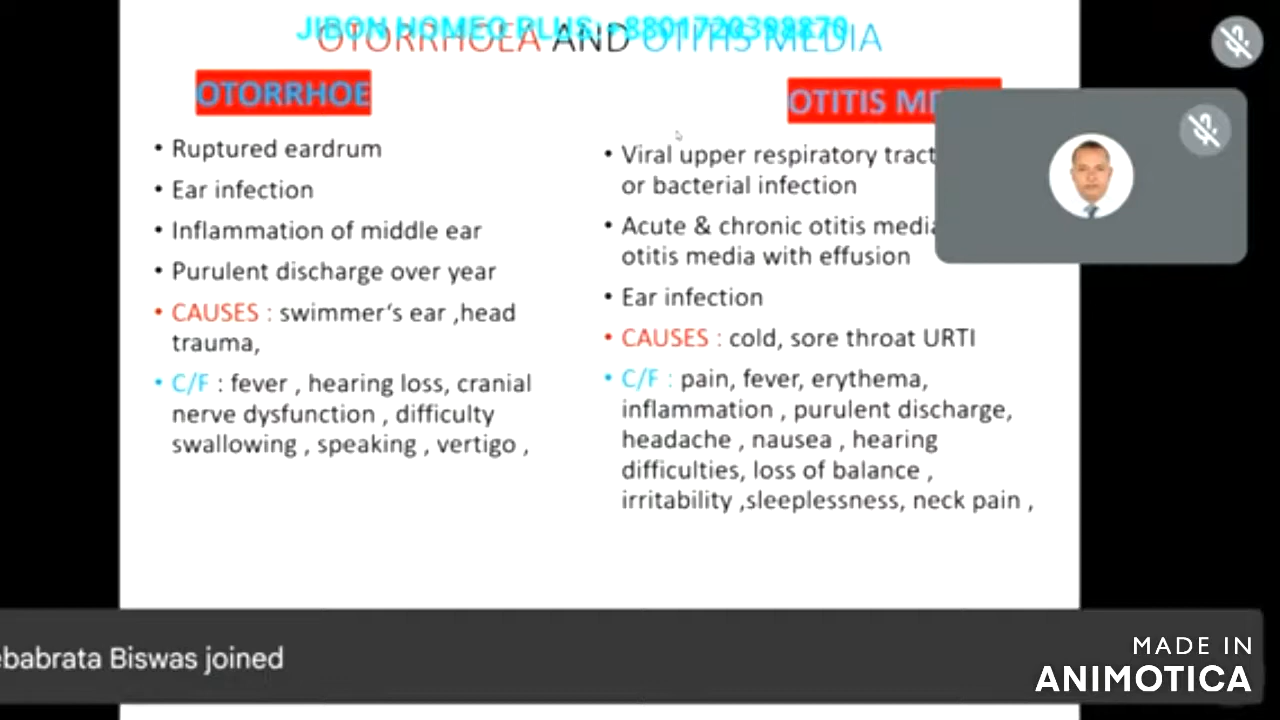 JIBON HOMEO PLUS:
OTORRHOEA AND OTITIS MEDIA
OTORRHOE
• Ruptured eardrum
• Ear infection
• Inflammation of middle ear
• Purulent discharge over year
• CAUSES : swimmer's ear ,head
trauma,
• C/F : fever , hearing loss, cranial
nerve dysfunction , difficulty
swallowing , speaking , vertigo ,
OTITIS
• Viral upper respiratory tract
or bacterial infection
• Acute & chronic otitis media
otitis media with effusion
• Ear infection
• CAUSES : cold, sore throat URTI
• C/F : pain, fever, erythema,
inflammation , purulent discharge,
headache , nausea , hearing
difficulties, loss of balance ,
irritability ,sleeplessness, neck pain ,
ebabrata Biswas joined
MADE IN
ANIMOTICA